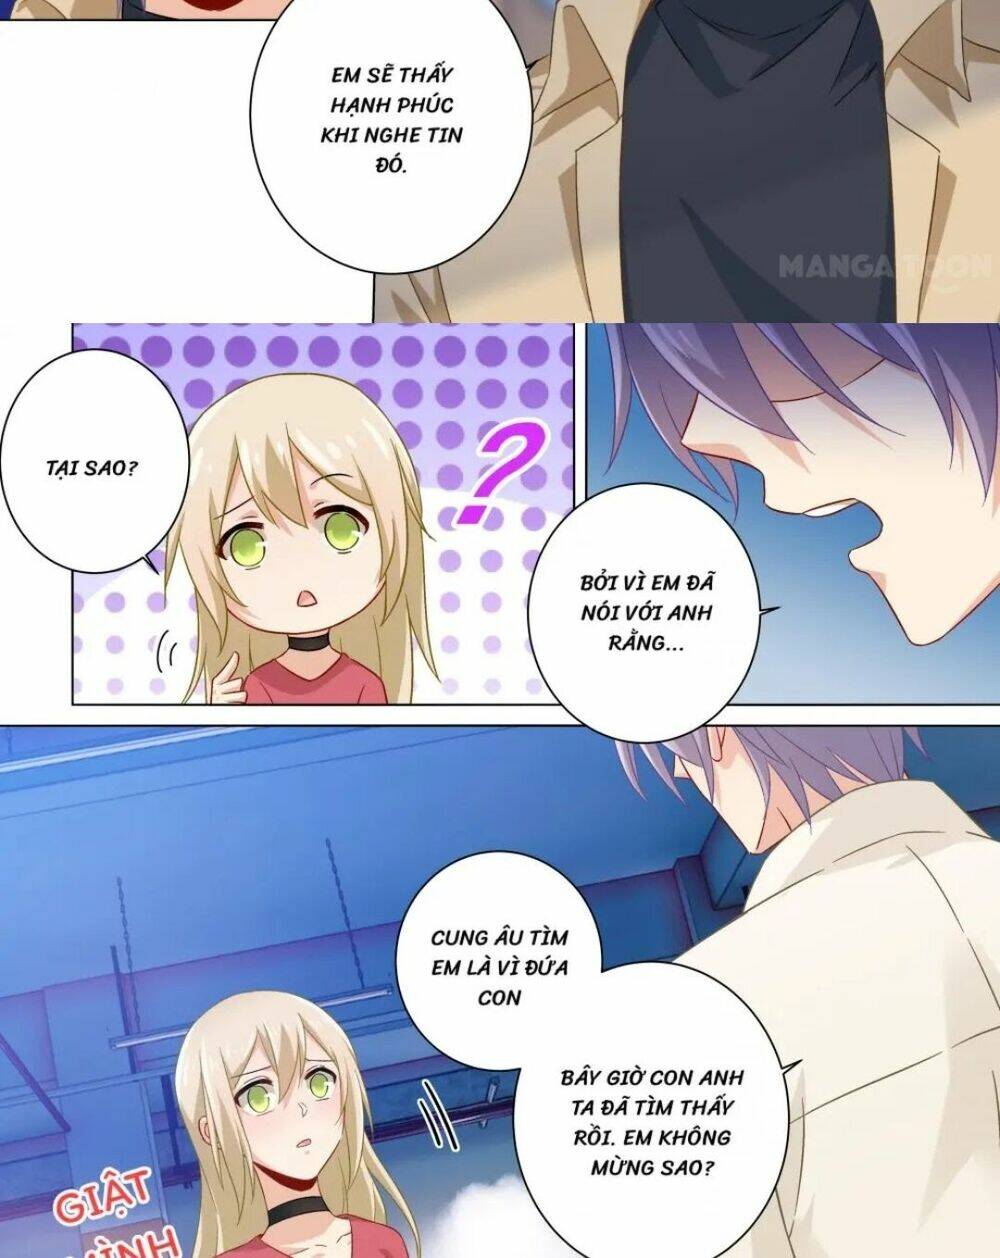 EM SẼ THẤY
HẠNH PHÚC
KHI NGHE TIN
ĐÓ.
MANGATOON
TẠI SAO?
?
BỞI VÌ EM ĐÃ
NÓI VỚI ANH
RẰNG...
CUNG ÂU TÌM
EM LÀ VÌ ĐỨA
CON
BÂY GIỜ CON ANH
TA ĐÃ TÌM THẤY
RỒI. EM KHÔNG
MỪNG SAO?
GIẬT
MÌNH